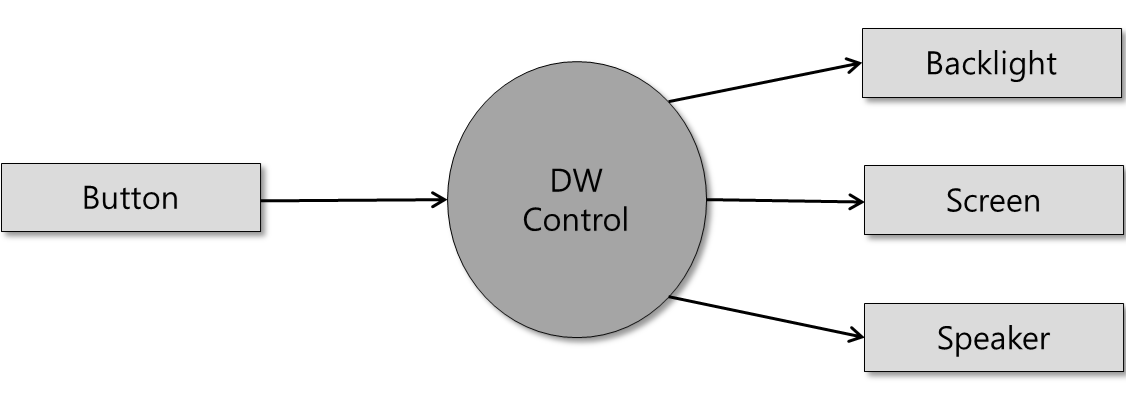 Button
DW
Control
Backlight
Screen
Speaker